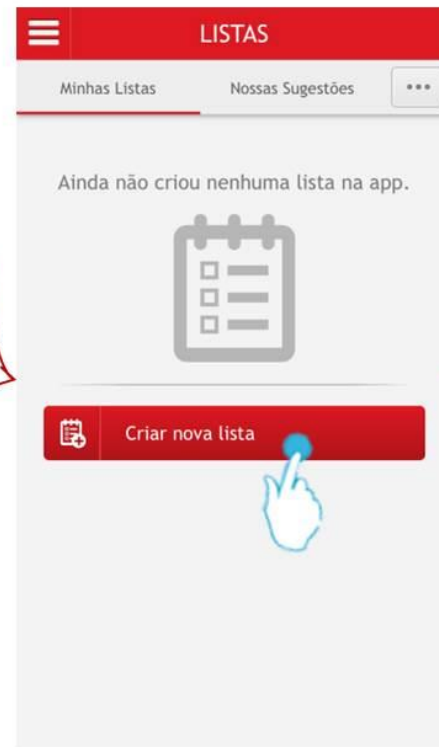 LISTAS
Minhas Listas Nossas Sugestões
Ainda não criou nenhuma lista na app.
Criar nova lista